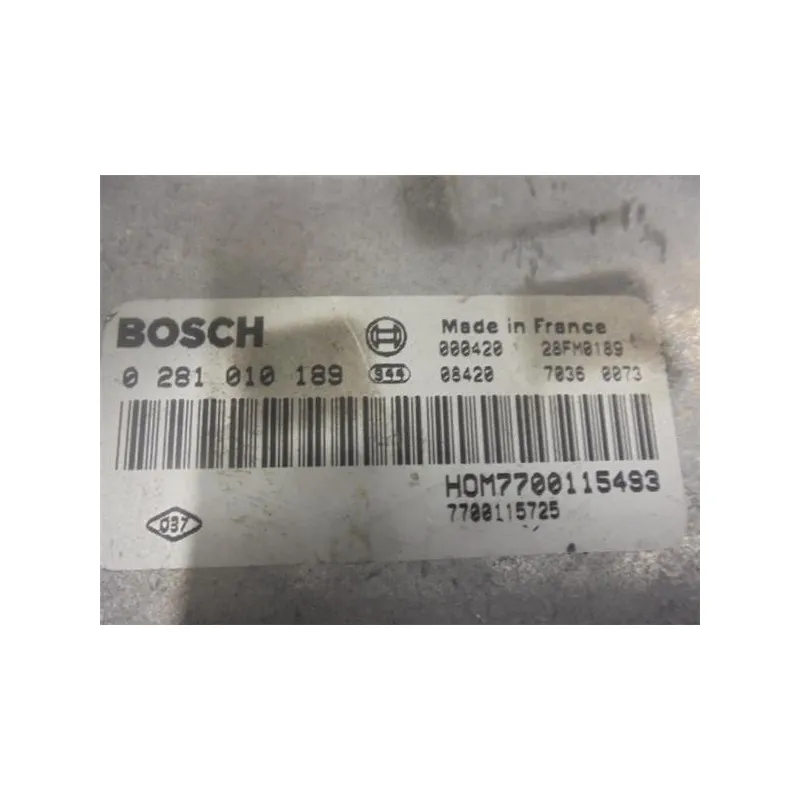 BOSCH
Made in France
000420 28FM0189
0 281 010 189 944 08420 7036 0073
HOM7700115493
7700115725
037